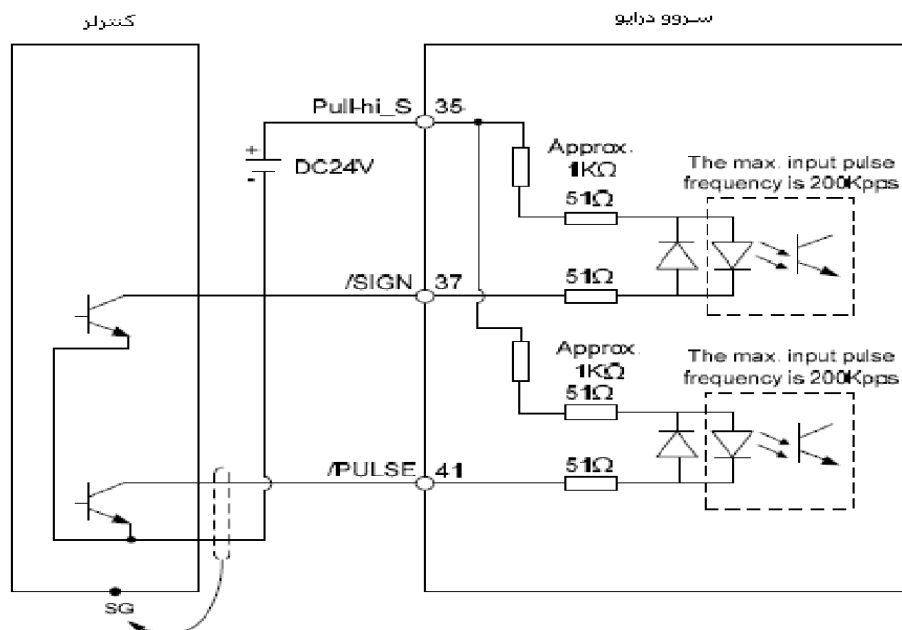 کنترلر
سروو درایو
Pull-hi_S
35
+
-
DC24V
Approx.
1KΩ
51Ω
The max. input pulse
frequency is 200Kpps
/SIGN
37
51Ω
Approx.
1KΩ
51Ω
The max. input pulse
frequency is 200Kpps
/PULSE
41
51Ω
SG